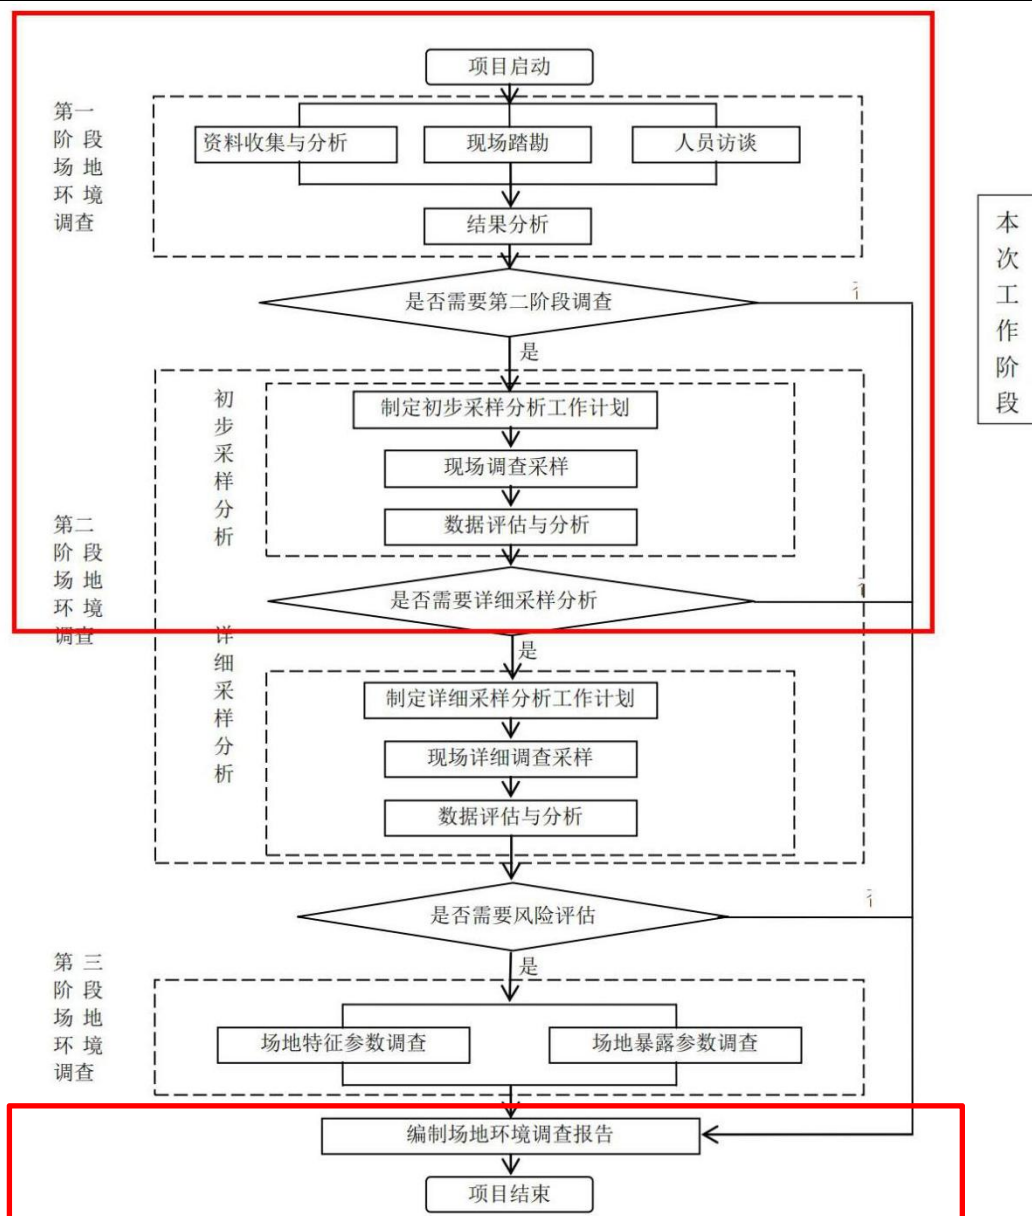 项目启动
第一
阶 段
场 地
环 境
调查
资料收集与分析
现场踏勘
人员访谈
结果分析
本次工作阶段
是否需要第二阶段调查
是
初步采样分析
制定初步采样分析工作计划
现场调查采样
数据评估与分析
第二
阶 段
场 地
环 境
调查
是否需要详细采样分析
是
详细采样分析
制定详细采样分析工作计划
现场详细调查采样
数据评估与分析
是否需要风险评估
是
第 三
阶 段
场 地
环 境
调查
场地特征参数调查
场地暴露参数调查
编制场地环境调查报告
项目结束